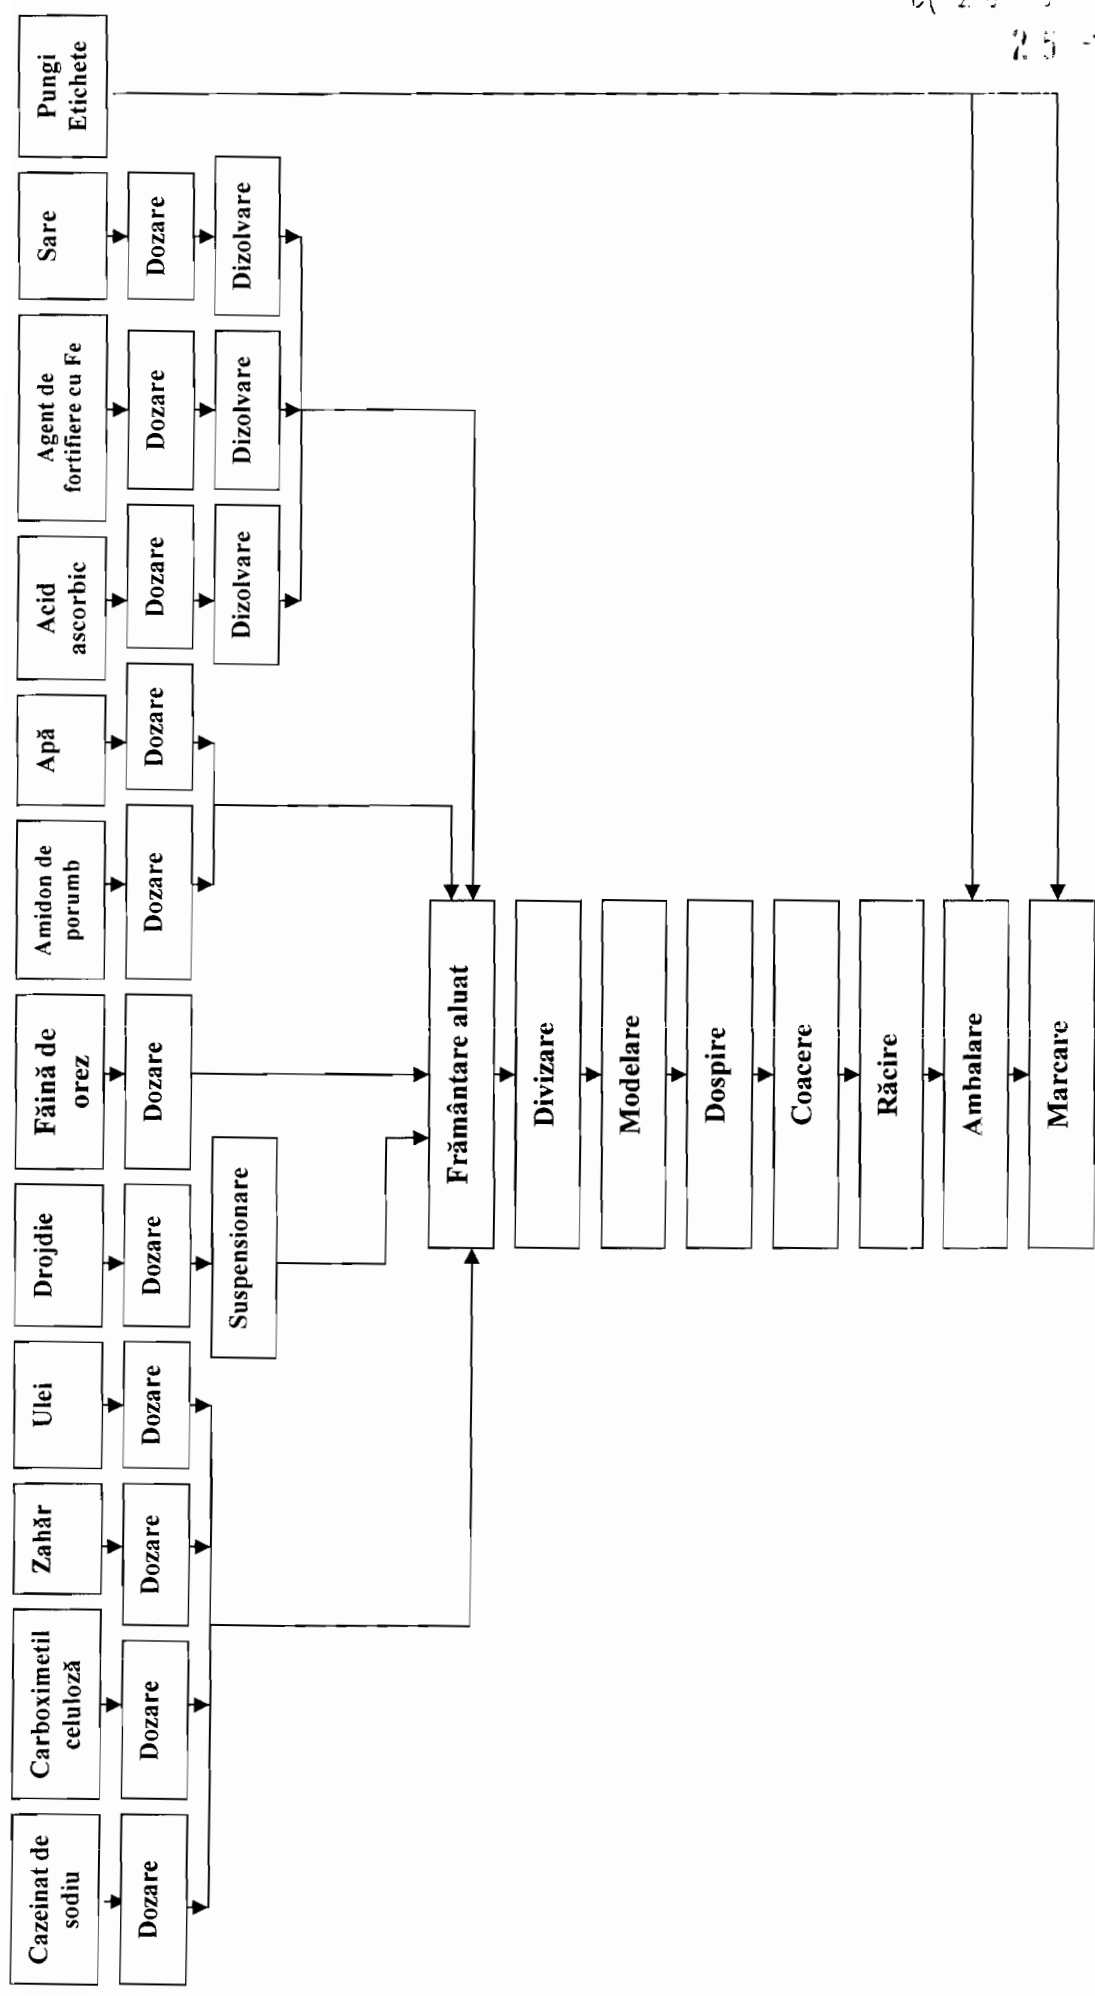 Cazeinat de
sodiu
Carboximetil
celuloză
Zahăr
Ulei
Drojdie
Făină de
orez
Amidon de
porumb
Apă
Acid
ascorbic
Agent de
fortifiere cu Fe
Sare
Pungi
Etichete
Dozare
Dozare
Dozare
Dozare
Dozare
Dozare
Dozare
Dozare
Dozare
Dozare
Dozare
Suspensionare
Dizolvare
Dizolvare
Dizolvare
Frământare aluat
Divizare
Modelare
Dospire
Coacere
Răcire
Ambalare
Marcare
25